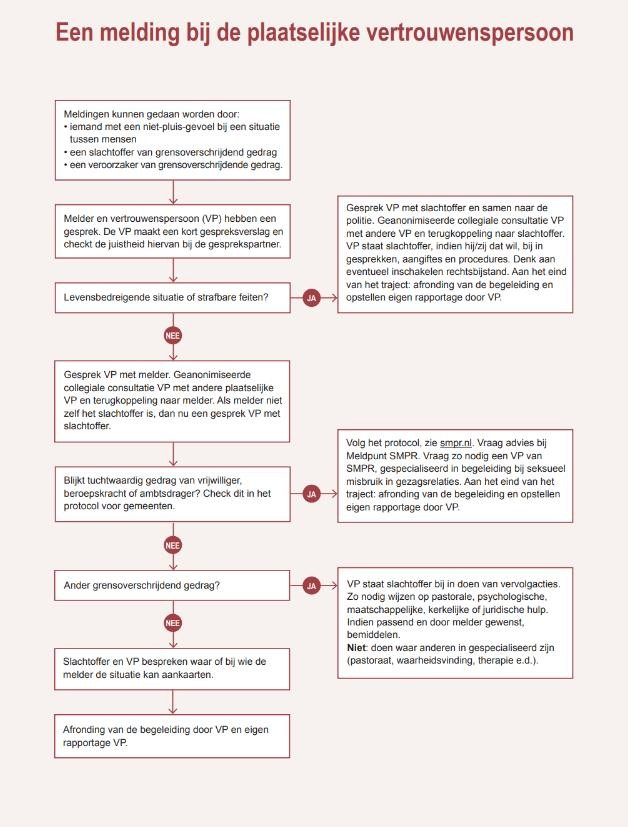 Een melding bij de plaatselijke vertrouwenspersoon
Meldingen kunnen gedaan worden door:
• iemand met een niet-pluis-gevoel bij een situatie
tussen mensen
• een slachtoffer van grensoverschrijdend gedrag
• een veroorzaker van grensoverschrijdende gedrag.
Melder en vertrouwenspersoon (VP) hebben een
gesprek. De VP maakt een kort gespreksverslag en
checkt de juistheid hiervan bij de gesprekspartner.
Levensbedreigende situatie of strafbare feiten?
JA
Gesprek VP met slachtoffer en samen naar de
politie. Geanonimiseerde collegiale consultatie VP
met andere VP en terugkoppeling naar slachtoffer.
VP staat slachtoffer, indien hij/zij dat wil, bij in
gesprekken, aangiftes en procedures. Denk aan
eventueel inschakelen rechtsbijstand. Aan het eind
van het traject: afronding van de begeleiding en
opstellen eigen rapportage door VP.
NEE
Gesprek VP met melder. Geanonimiseerde
collegiale consultatie VP met andere plaatselijke
VP en terugkoppeling naar melder. Als melder niet
zelf het slachtoffer is, dan nu een gesprek VP met
slachtoffer.
Blijkt tuchtwaardig gedrag van vrijwilliger,
beroepskracht of ambtsdrager? Check dit in het
protocol voor gemeenten.
JA
Volg het protocol, zie smpr.nl. Vraag advies bij
Meldpunt SMPR. Vraag zo nodig een VP van
SMPR, gespecialiseerd in begeleiding bij seksueel
misbruik in gezagsrelaties. Aan het eind van het
traject: afronding van de begeleiding en opstellen
eigen rapportage door VP.
NEE
Ander grensoverschrijdend gedrag?
JA
VP staat slachtoffer bij in doen van vervolgacties.
Zo nodig wijzen op pastorale, psychologische,
maatschappelijke, kerkelijke of juridische hulp.
Indien passend en door melder gewenst,
bemiddelen.
Niet: doen waar anderen in gespecialiseerd zijn
(pastoraat, waarheidsvinding, therapie e.d.).
NEE
Slachtoffer en VP bespreken waar of bij wie de
melder de situatie kan aankaarten.
Afronding van de begeleiding door VP en eigen
rapportage VP.